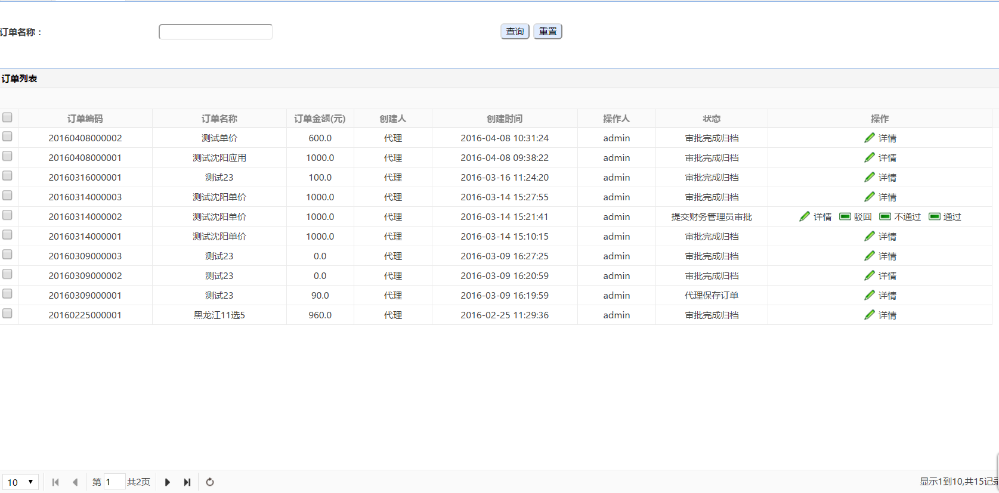 订单名称：
查询 重置
订单列表
订单编码 订单名称 订单金额(元) 创建人 创建时间 操作人 状态 操作
20160408000002 测试单价 600.0 代理 2016-04-08 10:31:24 admin 审批完成归档 详情
20160408000001 测试沈阳应用 1000.0 代理 2016-04-08 09:38:22 admin 审批完成归档 详情
20160316000001 测试23 100.0 代理 2016-03-16 11:24:20 admin 审批完成归档 详情
20160314000003 测试沈阳单价 1000.0 代理 2016-03-14 15:27:55 admin 审批完成归档 详情
20160314000002 测试沈阳单价 1000.0 代理 2016-03-14 15:21:41 admin 提交财务管理员审批 详情 驳回 不通过 通过
20160314000001 测试沈阳单价 1000.0 代理 2016-03-14 15:10:15 admin 审批完成归档 详情
20160309000003 测试23 0.0 代理 2016-03-09 16:27:25 admin 审批完成归档 详情
20160309000002 测试23 0.0 代理 2016-03-09 16:20:59 admin 审批完成归档 详情
20160309000001 测试23 90.0 代理 2016-03-09 16:19:59 admin 代理保存订单 详情
20160225000001 黑龙江11选5 960.0 代理 2016-02-25 11:29:36 admin 审批完成归档 详情
10 第 1 共2页 显示1到10,共15记录